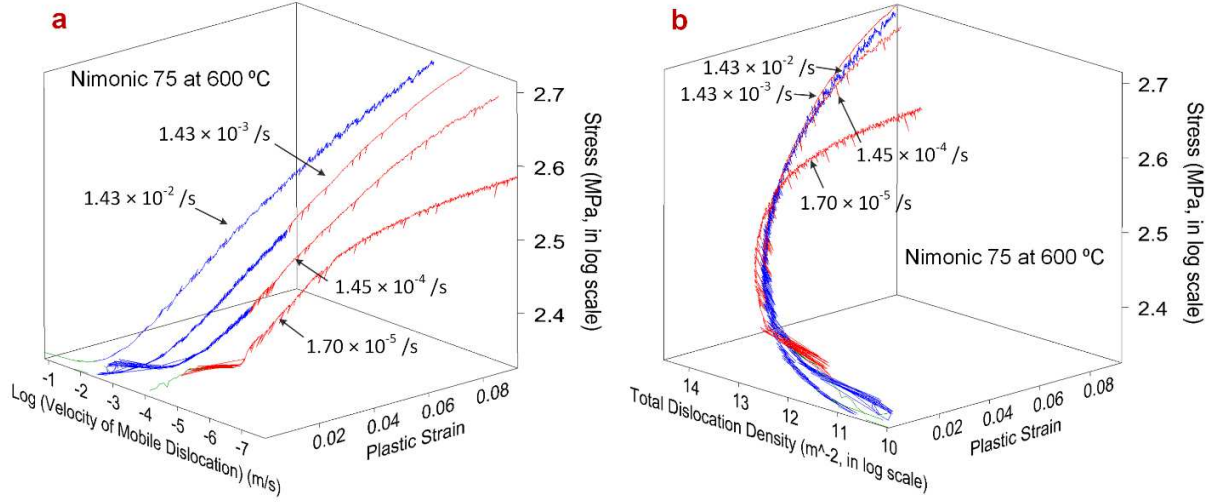 a
Nimonic 75 at 600 ºC
1.43 × 10⁻³ /s
1.43 × 10⁻² /s
1.45 × 10⁻⁴ /s
1.70 × 10⁻⁵ /s
2.7
2.6
2.5
2.4
Stress (MPa, in log scale)
-1
-2
-3
-4
-5
-6
-7
Log (Velocity of Mobile Dislocation) (m/s)
0.02
0.04
0.06
0.08
Plastic Strain
b
1.43 × 10⁻² /s
1.43 × 10⁻³ /s
1.45 × 10⁻⁴ /s
1.70 × 10⁻⁵ /s
Nimonic 75 at 600 ºC
2.7
2.6
2.5
2.4
Stress (MPa, in log scale)
14
13
12
11
10
Total Dislocation Density (m^-2, in log scale)
0.02
0.04
0.06
0.08
Plastic Strain